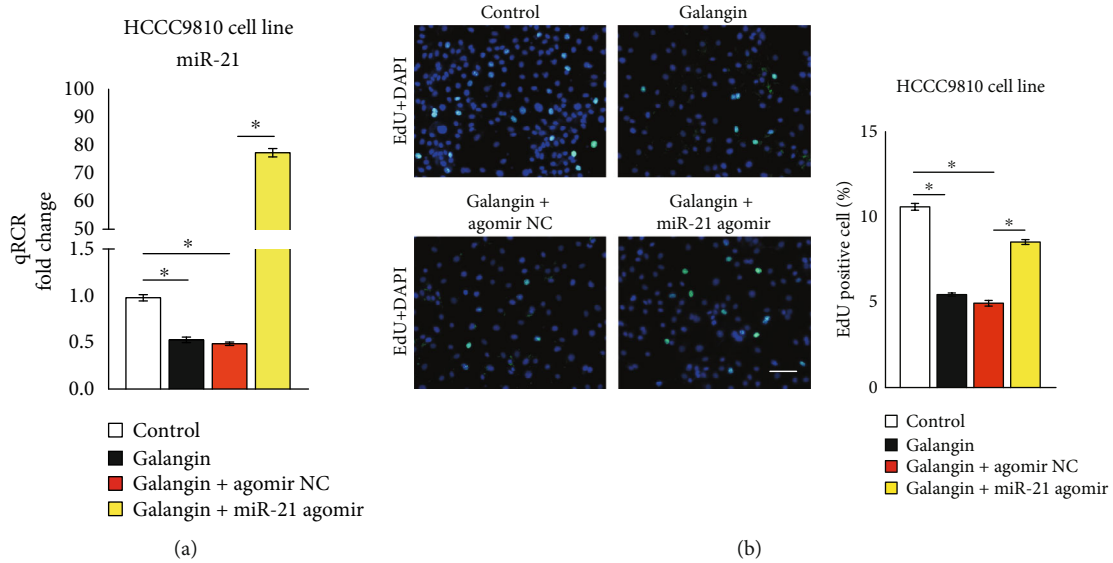 (a)
HCCC9810 cell line
miR-21
qRCR
fold change
100
90
80
70
60
50
1.5
1.0
0.5
0.0
*
*
*
Control
Galangin
Galangin + agomir NC
Galangin + miR-21 agomir
(a)
(b)
Control
Galangin
EdU+DAPI
Galangin +
agomir NC
Galangin +
miR-21 agomir
EdU+DAPI
HCCC9810 cell line
EdU positive cell (%)
15
10
5
0
*
*
*
Control
Galangin
Galangin + agomir NC
Galangin + miR-21 agomir
(b)